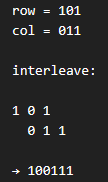 row = 101
col = 011
interleave:
1 0 1
  0 1 1
→ 100111